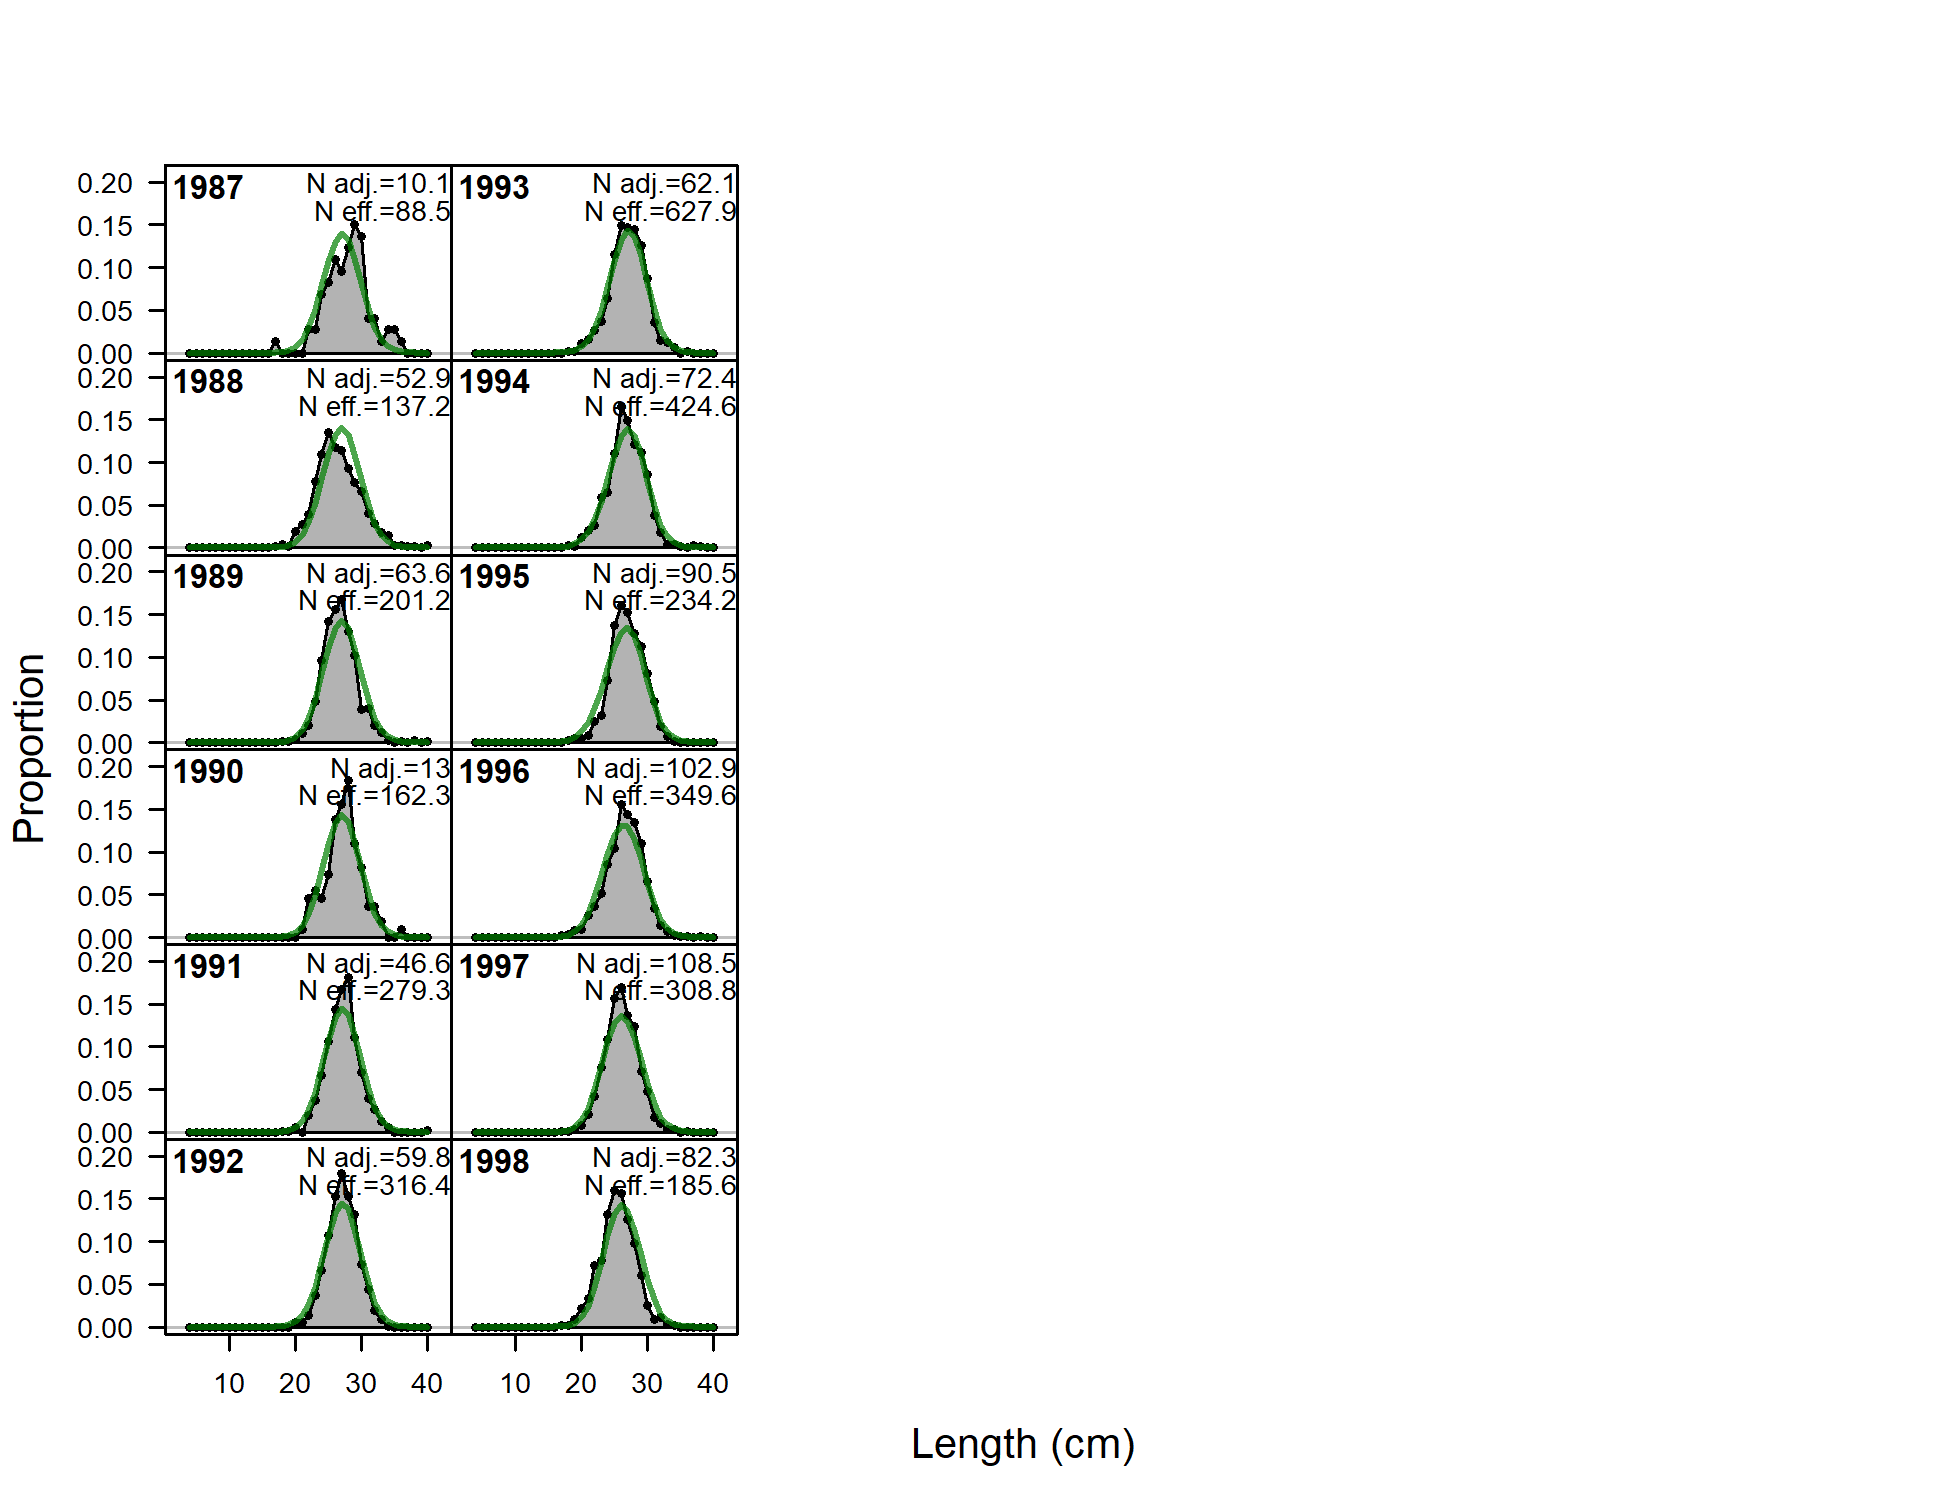 1987
N adj.=10.1
N eff.=88.5
0.20
0.15
0.10
0.05
0.00
1993
N adj.=62.1
N eff.=627.9
1988
N adj.=52.9
N eff.=137.2
0.20
0.15
0.10
0.05
0.00
1994
N adj.=72.4
N eff.=424.6
1989
N adj.=63.6
N eff.=201.2
0.20
0.15
0.10
0.05
0.00
1995
N adj.=90.5
N eff.=234.2
1990
N adj.=13
N eff.=162.3
0.20
0.15
0.10
0.05
0.00
1996
N adj.=102.9
N eff.=349.6
1991
N adj.=46.6
N eff.=279.3
0.20
0.15
0.10
0.05
0.00
1997
N adj.=108.5
N eff.=308.8
1992
N adj.=59.8
N eff.=316.4
0.20
0.15
0.10
0.05
0.00
1998
N adj.=82.3
N eff.=185.6
10 20 30 40
10 20 30 40
Proportion
Length (cm)